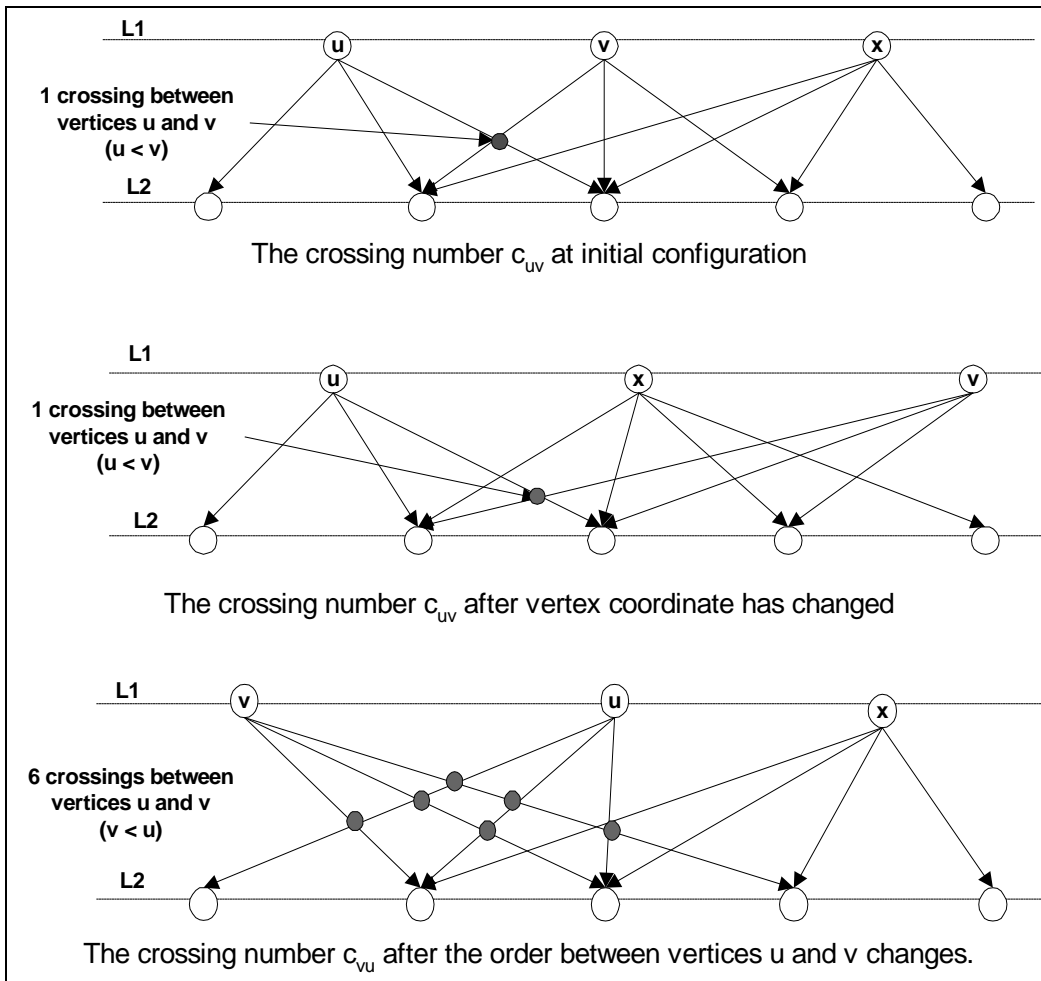 L1
u
v
x
1 crossing between
vertices u and v
(u < v)
L2
The crossing number c_uv at initial configuration
L1
u
x
v
1 crossing between
vertices u and v
(u < v)
L2
The crossing number c_uv after vertex coordinate has changed
L1
v
u
x
6 crossings between
vertices u and v
(v < u)
L2
The crossing number c_vu after the order between vertices u and v changes.